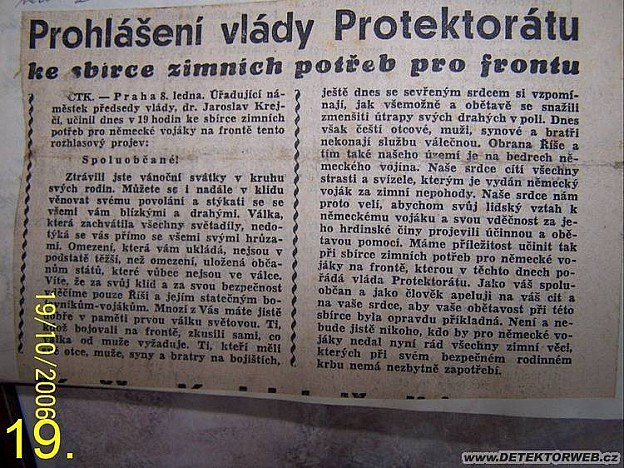 Prohlášení vlády Protektorátu
ke sbírce zimních potřeb pro frontu
ČTK. — Praha 8. ledna. Úřadující ná-
městek předsedy vlády, dr. Jaroslav Krej-
čí, učinil dnes v 19 hodin ke sbírce zimních
potřeb pro německé vojáky na frontě tento
rozhlasový projev:
Spoluobčané!
Ztrávili jste vánoční svátky v kruhu
svých rodin. Můžete se i nadále v klidu
věnovat svému povolání a stýkati se se
všemi vám blízkými a drahými. Válka,
která zachvátila všechny světadíly, nedo-
týká se vás přímo se všemi svými hrůza-
mi. Omezení, která vám ukládá, nejsou v
podstatě těžší, než omezení, uložená obča-
nům států, které vůbec nejsou ve válce.
Víte, že za svůj klid a za svou bezpečnost
vděčíme pouze Říši a jejím statečným bo-
jovníkům-vojákům. Mnozí z Vás máte jistě
dobře v paměti prvou válku světovou. Ti,
kdož bojovali na frontě, zkusili sami, co
válka od muže vyžaduje. Ti, kteří měli
otce, muže, syny a bratry na bojištích,
ještě dnes se sevřeným srdcem si vzpomí-
nají, jak všemožně a obětavě se snažili
zmenšiti útrapy svých drahých v poli. Dnes
však čeští otcové, muži, synové a bratři
nekonají službu válečnou. Obrana Říše a
tím také našeho území je na bedrech ně-
meckého vojína. Naše srdce cítí všechny
strasti a svízele, kterým je vydán německý
voják za zimní nepohody. Naše srdce nám
proto velí, abychom svůj lidský vztah k
německému vojáku a svou vděčnost za je-
ho hrdinské činy projevili účinnou a obě-
tavou pomocí. Máme příležitost učinit tak
při sbírce zimních potřeb pro německé vo-
jáky na frontě, kterou v těchto dnech po-
řádá vláda Protektorátu. Jako váš spolu-
občan a jako člověk apeluji na váš cit a
na vaše srdce, aby vaše obětavost při této
sbírce byla opravdu příkladná. Není a ne-
bude jistě nikoho, kdo by pro německé vo-
jáky nedal nyní rád všechny zimní věci,
kterých při svém bezpečném rodinném
krbu nemá nezbytně zapotřebí.
19/10/2006
19.
www.DETEKTORWEB.cz